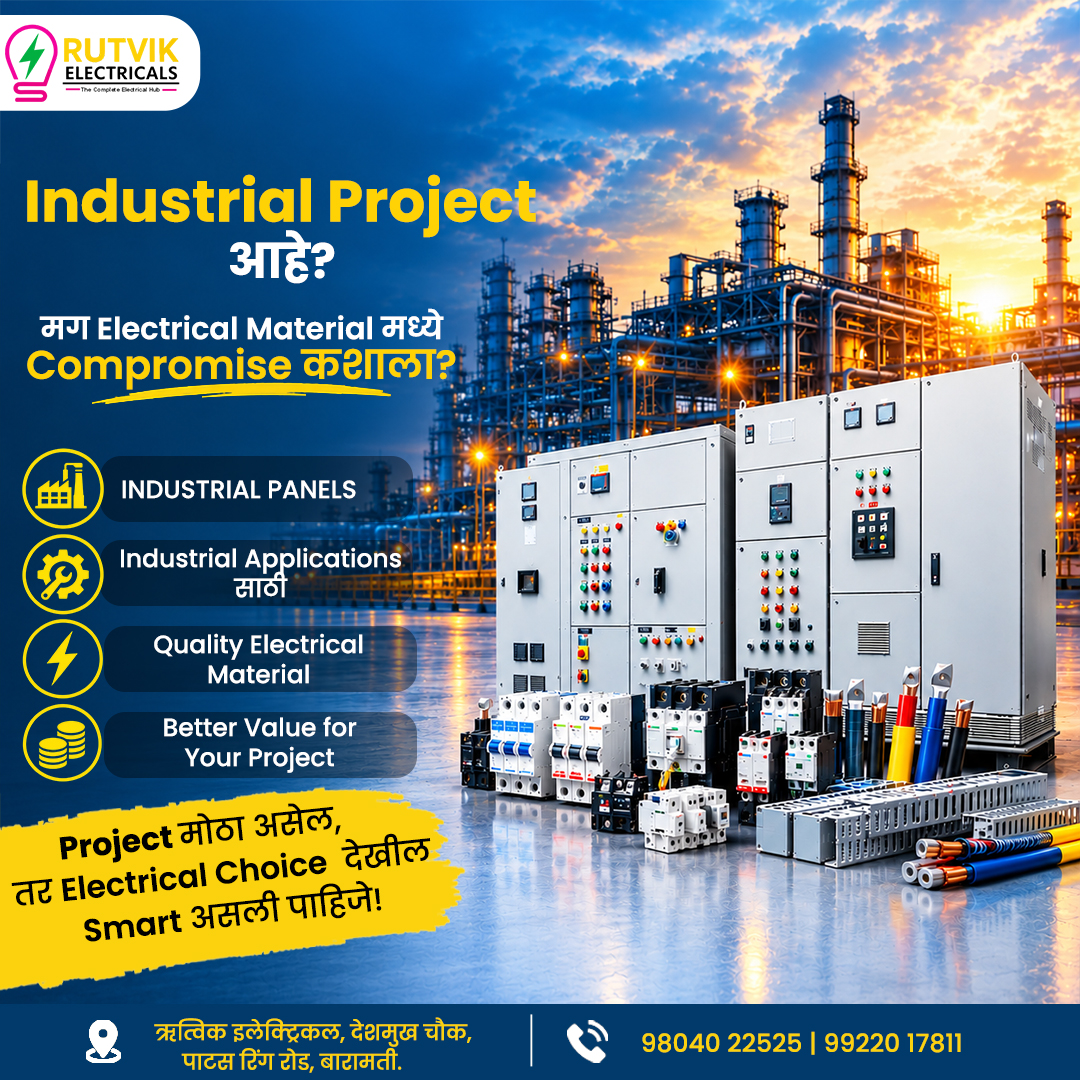 RUTVIK
ELECTRICALS
The Complete Electrical Hub
Industrial Project
आहे?
मग Electrical Material मध्ये
Compromise कशाला?
INDUSTRIAL PANELS
Industrial Applications
साठी
Quality Electrical
Material
Better Value for
Your Project
Project मोठा असेल,
तर Electrical Choice देखील
Smart असली पाहिजे!
ऋत्विक इलेक्ट्रिकल, देशमुख चौक,
पाटस रिंग रोड, बारामती.
98040 22525 | 99220 17811